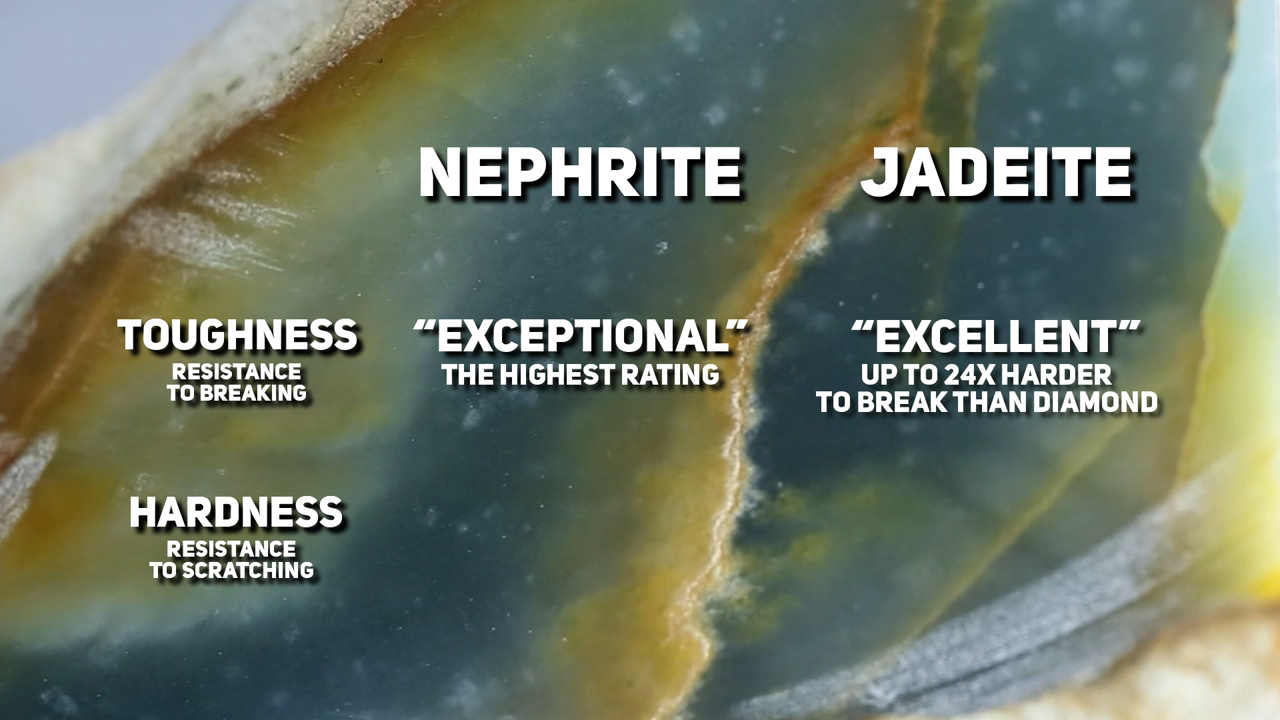 NEPHRITE
JADEITE
TOUGHNESS
RESISTANCE
TO BREAKING
“EXCEPTIONAL”
THE HIGHEST RATING
“EXCELLENT”
UP TO 24X HARDER
TO BREAK THAN DIAMOND
HARDNESS
RESISTANCE
TO SCRATCHING